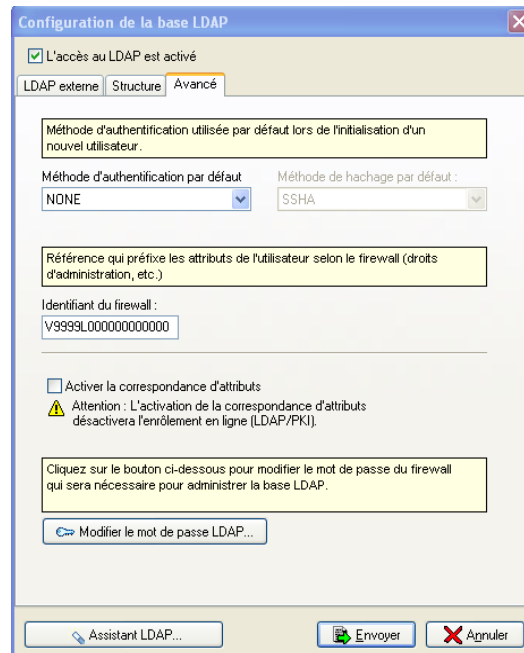 Configuration de la base LDAP
L'accès au LDAP est activé
LDAP externe Structure Avancé
Méthode d'authentification utilisée par défaut lors de l'initialisation d'un
nouvel utilisateur.
Méthode d'authentification par défaut Méthode de hachage par défaut :
NONE SSHA
Référence qui préfixe les attributs de l'utilisateur selon le firewall (droits
d'administration, etc.)
Identifiant du firewall :
V9999L000000000000
Activer la correspondance d'attributs
Attention : L'activation de la correspondance d'attributs
désactivera l'enrôlement en ligne (LDAP/PKI).
Cliquez sur le bouton ci-dessous pour modifier le mot de passe du firewall
qui sera nécessaire pour administrer la base LDAP.
Modifier le mot de passe LDAP...
Assistant LDAP... Envoyer Annuler